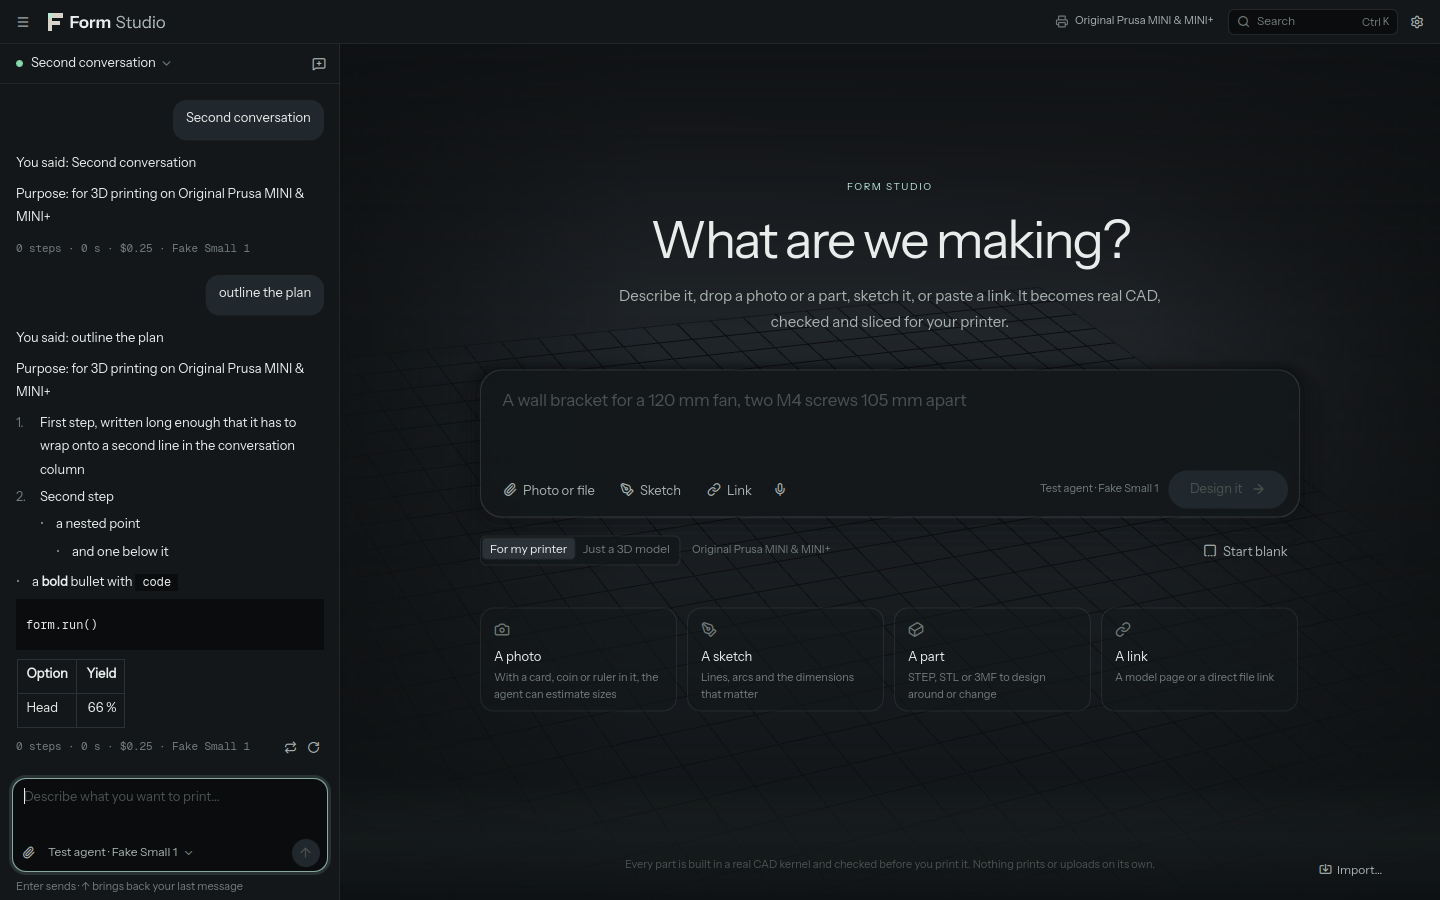 Form Studio
Original Prusa MINI & MINI+
Search
Ctrl K
Second conversation
Second conversation
You said: Second conversation
Purpose: for 3D printing on Original Prusa MINI &
MINI+
0 steps · 0 s · $0.25 · Fake Small 1
outline the plan
You said: outline the plan
Purpose: for 3D printing on Original Prusa MINI &
MINI+
1. First step, written long enough that it has to
wrap onto a second line in the conversation
column
2. Second step
· a nested point
· and one below it
· a bold bullet with code
form.run()
Option Yield
Head 66 %
0 steps · 0 s · $0.25 · Fake Small 1
Describe what you want to print...
Test agent · Fake Small 1
Enter sends · ↑ brings back your last message
FORM STUDIO
What are we making?
Describe it, drop a photo or a part, sketch it, or paste a link. It becomes real CAD,
checked and sliced for your printer.
A wall bracket for a 120 mm fan, two M4 screws 105 mm apart
Photo or file
Sketch
Link
Test agent · Fake Small 1
Design it →
For my printer
Just a 3D model
Original Prusa MINI & MINI+
Start blank
A photo
With a card, coin or ruler in it, the
agent can estimate sizes
A sketch
Lines, arcs and the dimensions
that matter
A part
STEP, STL or 3MF to design
around or change
A link
A model page or a direct file link
Every part is built in a real CAD kernel and checked before you print it. Nothing prints or uploads on its own.
Import...